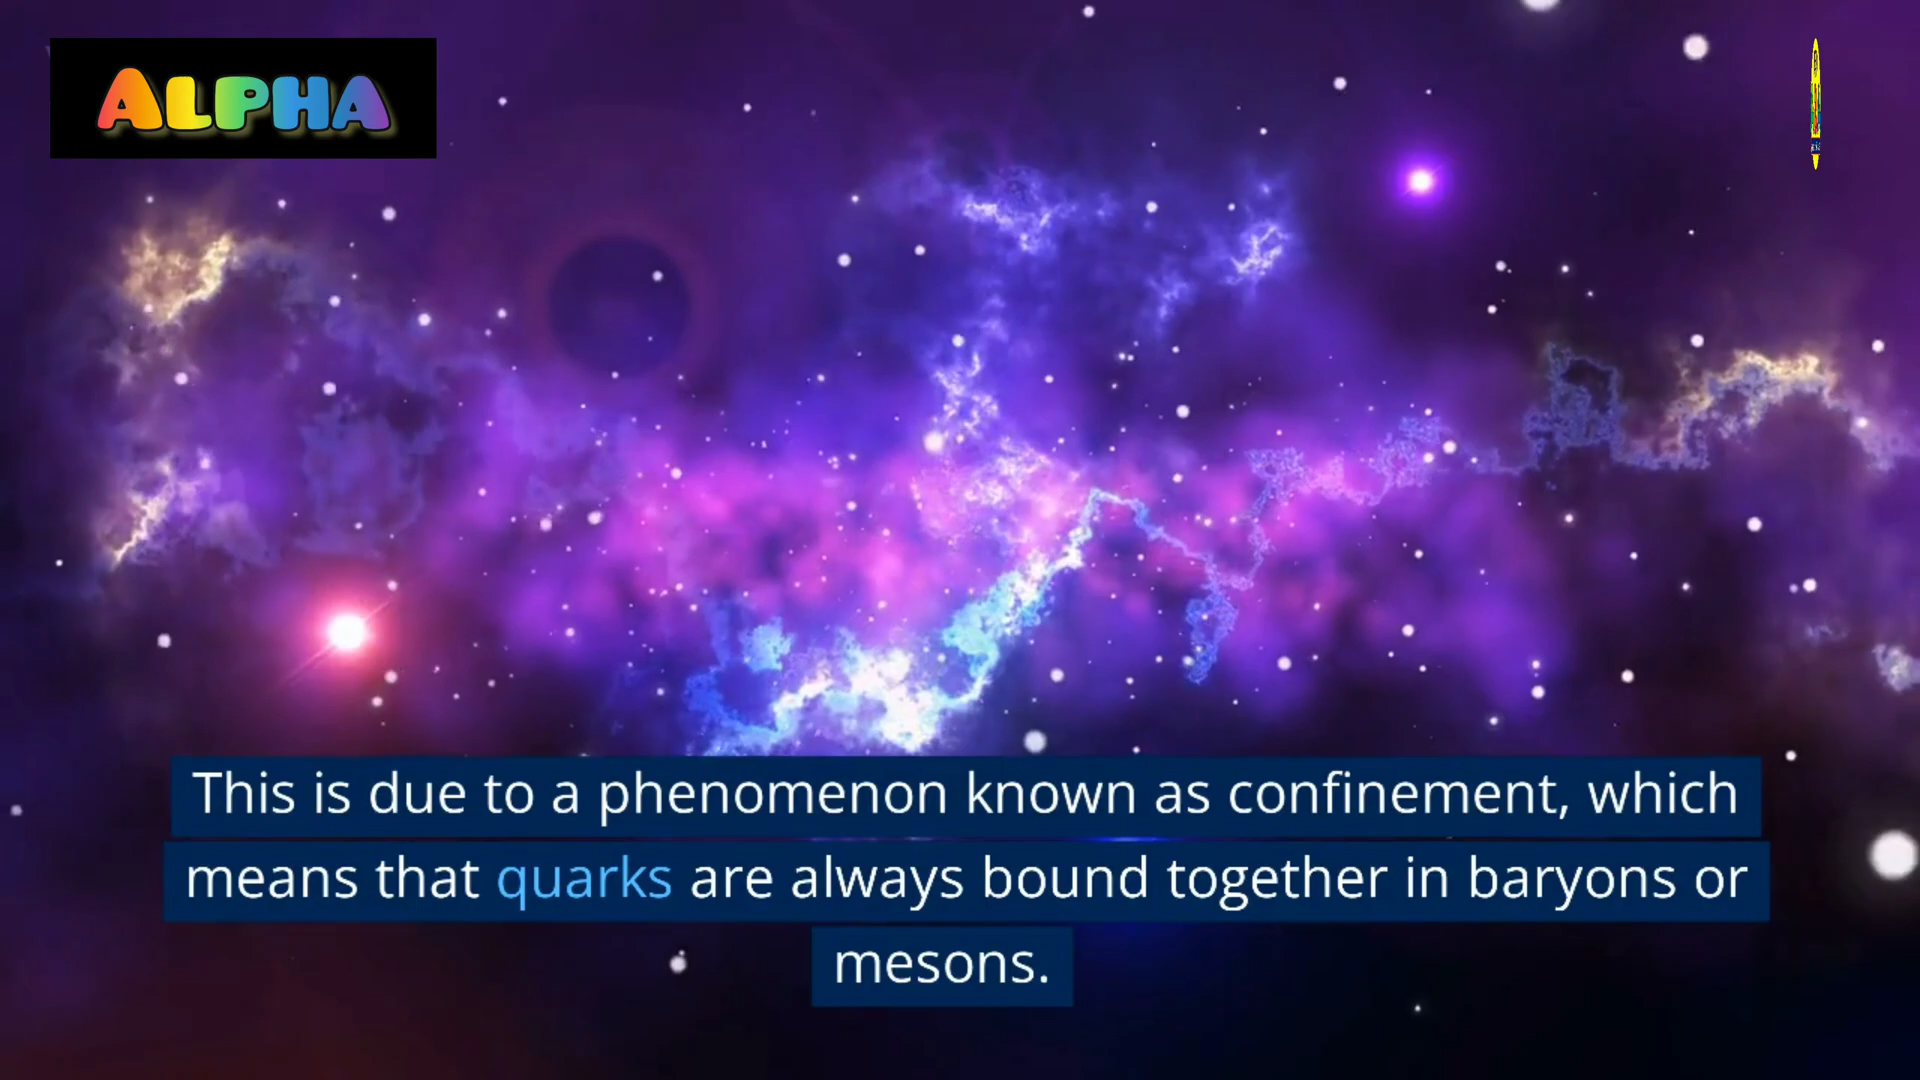 ALPHA
This is due to a phenomenon known as confinement, which
means that quarks are always bound together in baryons or
mesons.